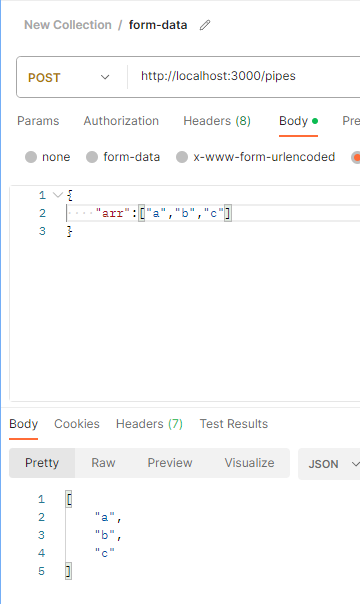 New Collection / form-data
POST http://localhost:3000/pipes
Params Authorization Headers (8) Body Pre
none form-data x-www-form-urlencoded
1 {
2 "arr":["a","b","c"]
3 }
Body Cookies Headers (7) Test Results
Pretty Raw Preview Visualize JSON
1 [
2 "a",
3 "b",
4 "c"
5 ]